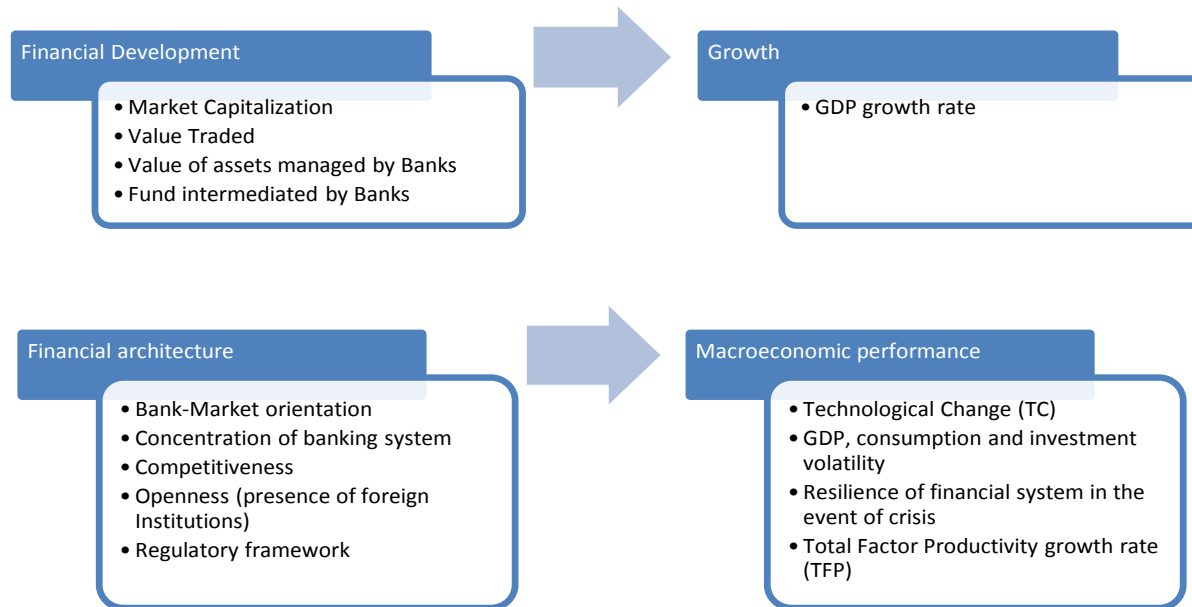 Financial Development
• Market Capitalization
• Value Traded
• Value of assets managed by Banks
• Fund intermediated by Banks
Growth
• GDP growth rate
Financial architecture
• Bank-Market orientation
• Concentration of banking system
• Competitiveness
• Openness (presence of foreign
Institutions)
• Regulatory framework
Macroeconomic performance
• Technological Change (TC)
• GDP, consumption and investment
volatility
• Resilience of financial system in the
event of crisis
• Total Factor Productivity growth rate
(TFP)